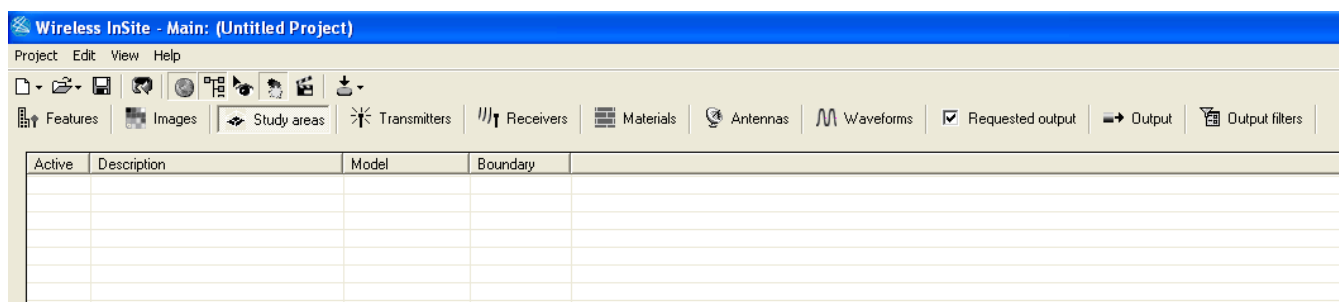 Wireless InSite - Main: (Untitled Project)
Project Edit View Help
Features Images Study areas Transmitters Receivers Materials Antennas Waveforms Requested output Output Output filters
Active Description Model Boundary